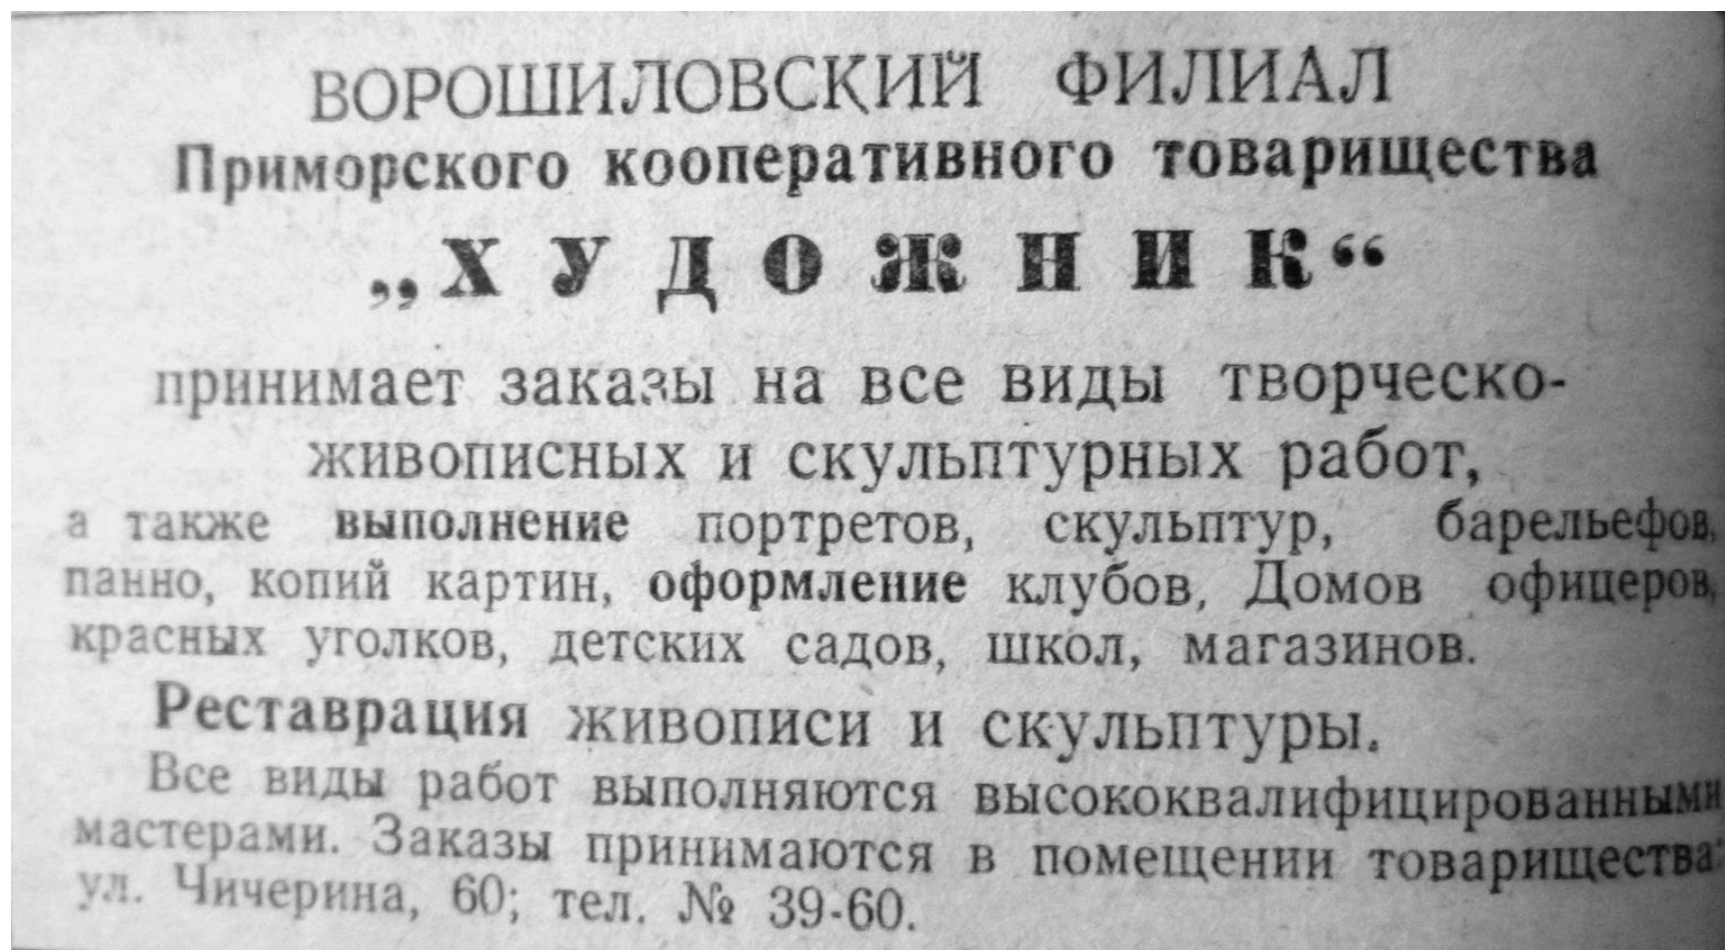 ВОРОШИЛОВСКИЙ ФИЛИАЛ
Приморского кооперативного товарищества
„ХУДОЖНИК“
принимает заказы на все виды творческо-
живописных и скульптурных работ,
а также выполнение портретов, скульптур, барельефов,
панно, копий картин, оформление клубов, Домов офицеров,
красных уголков, детских садов, школ, магазинов.
Реставрация живописи и скульптуры.
Все виды работ выполняются высококвалифицированными
мастерами. Заказы принимаются в помещении товарищества:
ул. Чичерина, 60; тел. № 39-60.